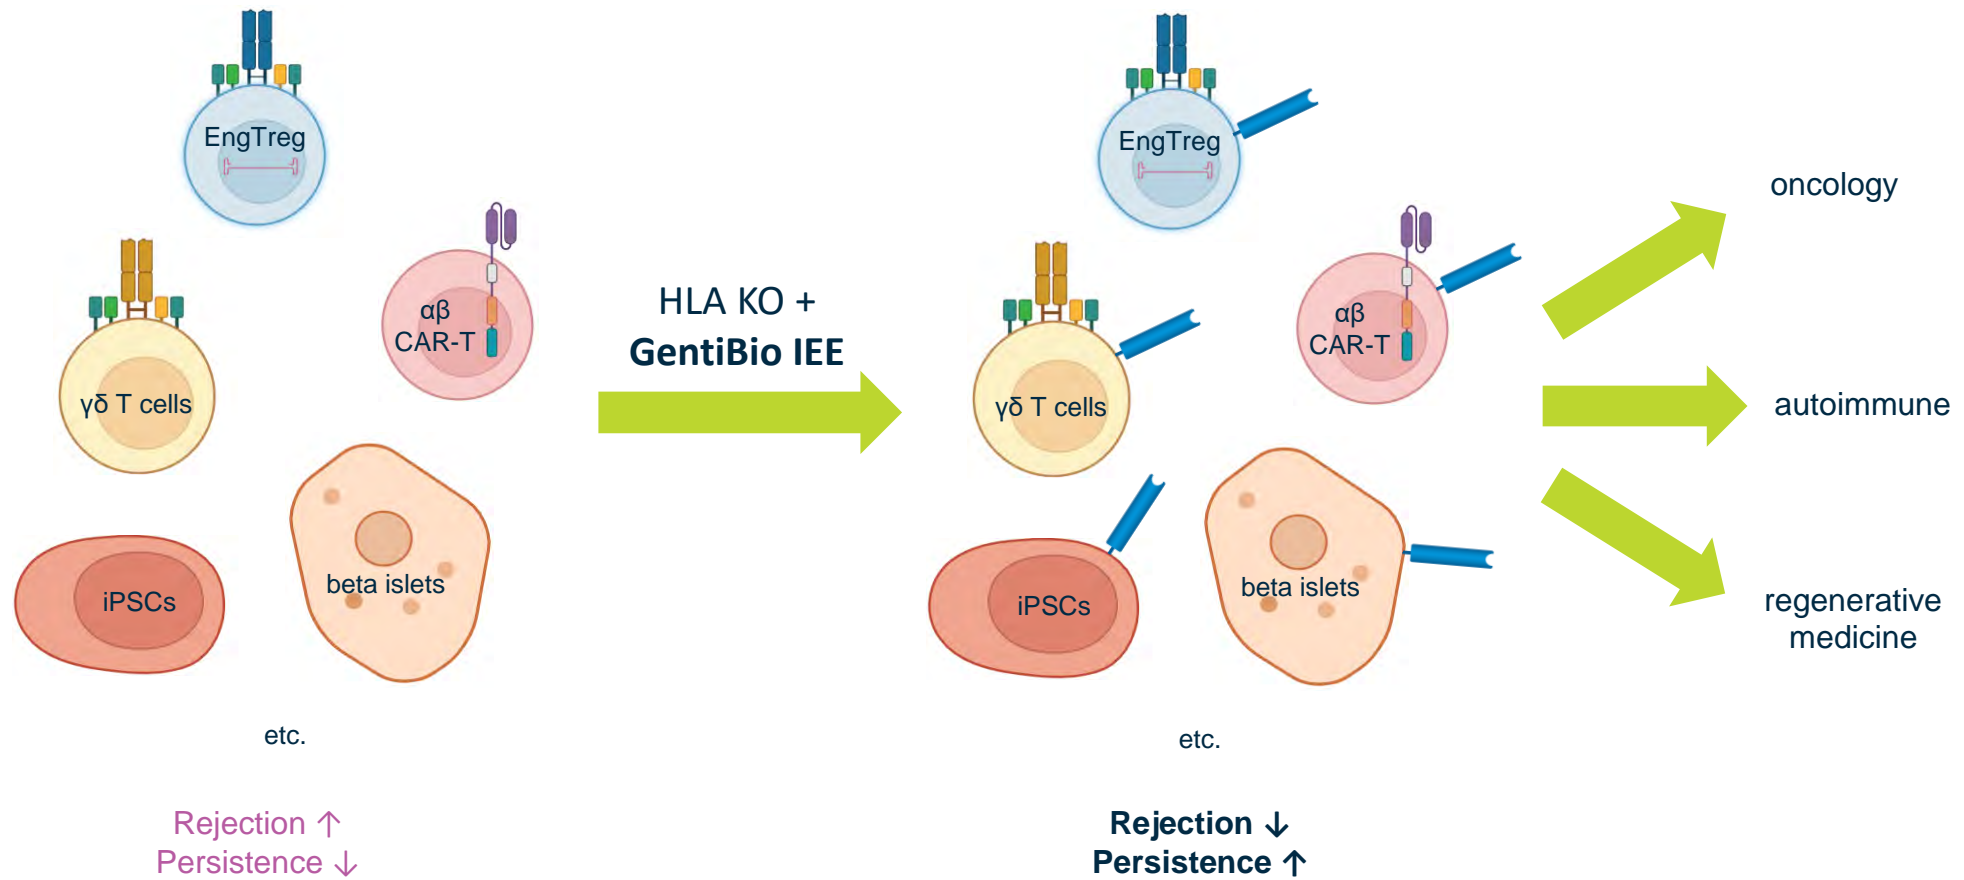 EngTreg
αβ
CAR-T
γδ T cells
iPSCs
beta islets
etc.
Rejection ↑
Persistence ↓
HLA KO +
GentiBio IEE
EngTreg
αβ
CAR-T
γδ T cells
iPSCs
beta islets
etc.
Rejection ↓
Persistence ↑
oncology
autoimmune
regenerative
medicine